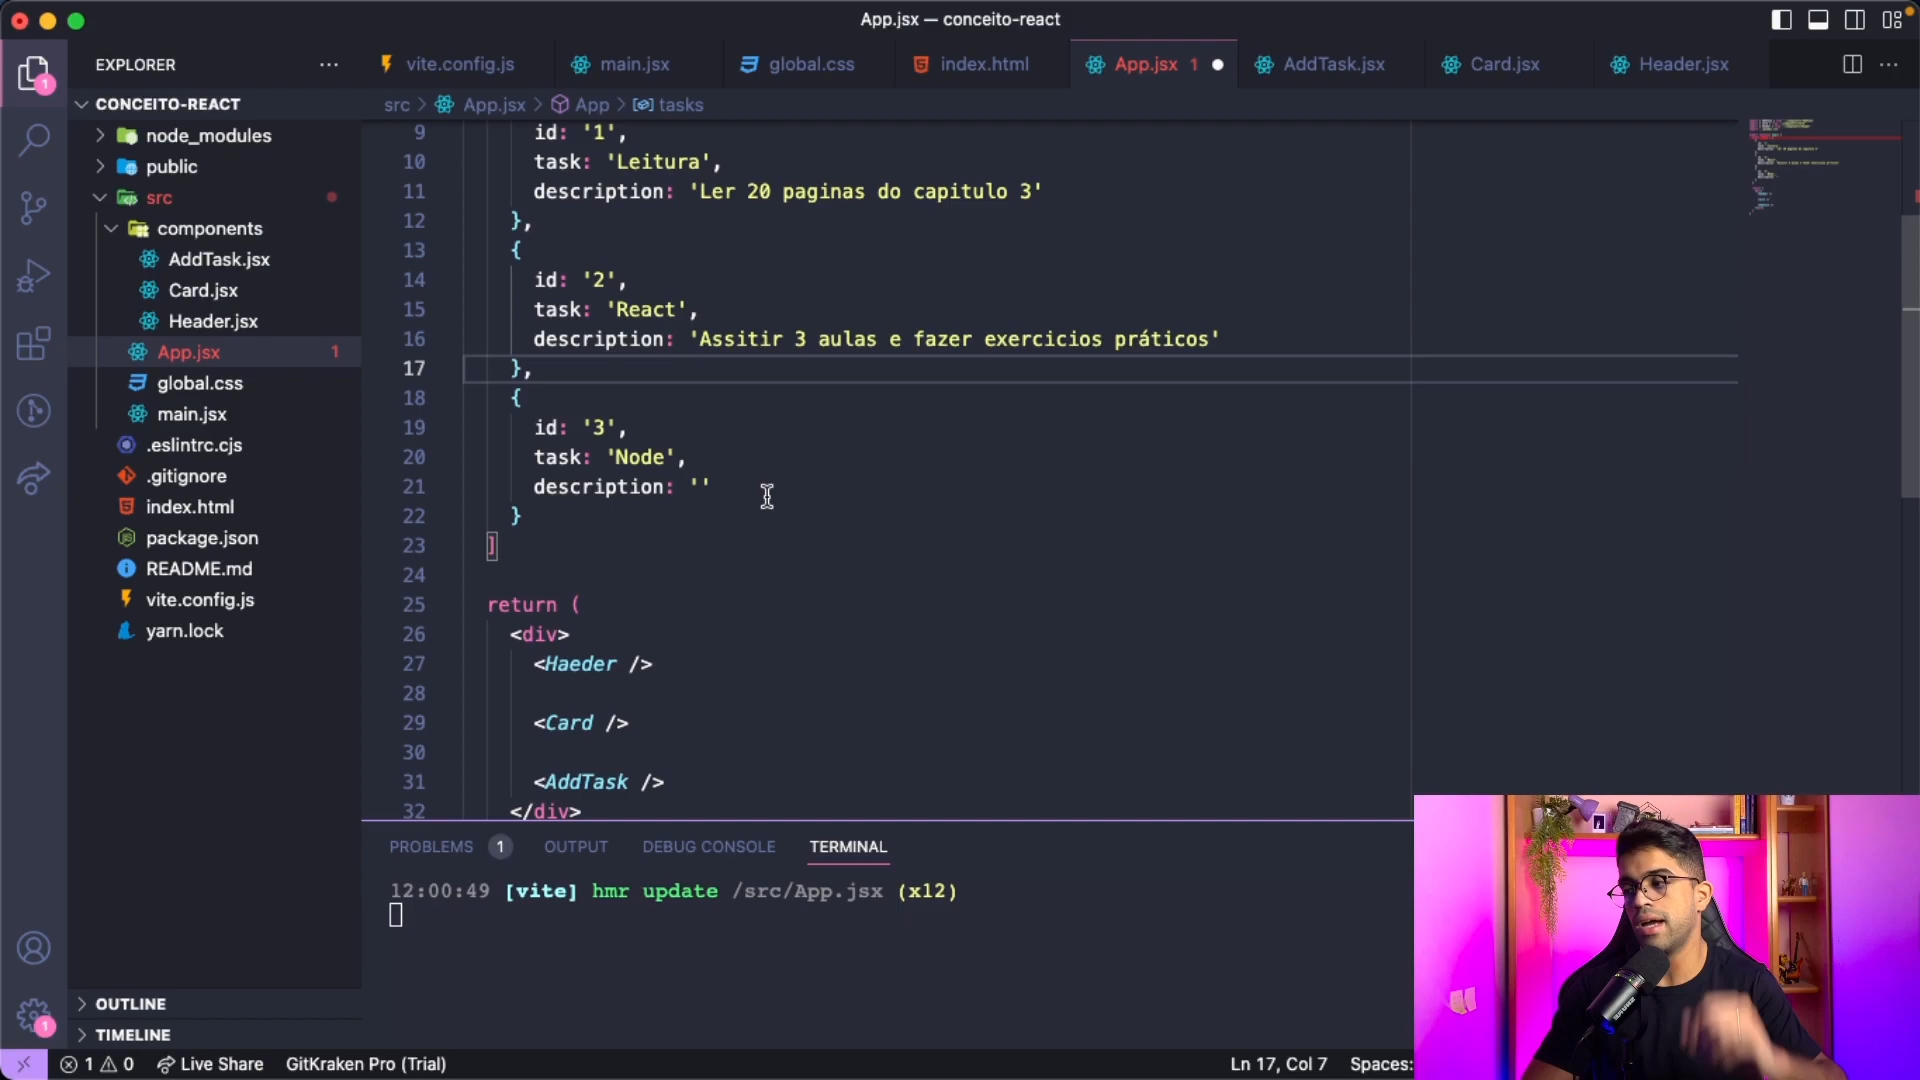 App.jsx — conceito-react
EXPLORER
vite.config.js
main.jsx
global.css
index.html
App.jsx 1
AddTask.jsx
Card.jsx
Header.jsx
CONCEITO-REACT
src > App.jsx > App > tasks
node_modules
public
src
components
AddTask.jsx
Card.jsx
Header.jsx
App.jsx 1
global.css
main.jsx
.eslintrc.cjs
.gitignore
index.html
package.json
README.md
vite.config.js
yarn.lock
OUTLINE
TIMELINE
9 id: '1',
10 task: 'Leitura',
11 description: 'Ler 20 paginas do capitulo 3'
12 },
13 {
14 id: '2',
15 task: 'React',
16 description: 'Assitir 3 aulas e fazer exercicios práticos'
17 },
18 {
19 id: '3',
20 task: 'Node',
21 description: ''
22 }
23 ]
24
25 return (
26 <div>
27 <Haeder />
28
29 <Card />
30
31 <AddTask />
32 </div>
PROBLEMS 1 OUTPUT DEBUG CONSOLE TERMINAL
12:00:49 [vite] hmr update /src/App.jsx (x12)
1
1
1 0 Live Share GitKraken Pro (Trial) Ln 17, Col 7 Spaces: